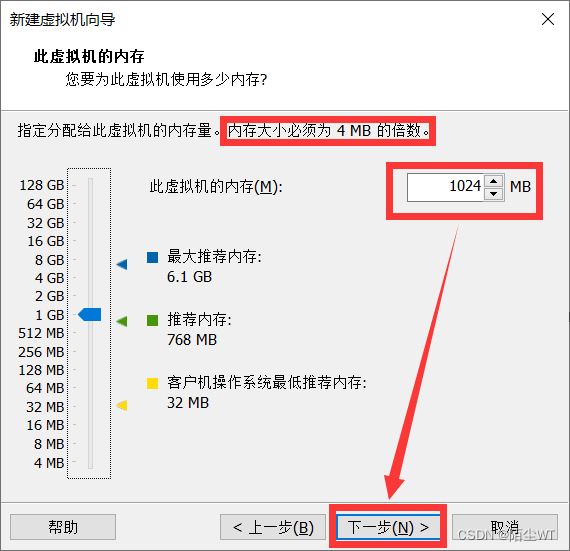 新建虚拟机向导
此虚拟机的内存
您要为此虚拟机使用多少内存?
指定分配给此虚拟机的内存量。内存大小必须为 4 MB 的倍数。
128 GB
64 GB
32 GB
16 GB
8 GB
4 GB
2 GB
1 GB
512 MB
256 MB
128 MB
64 MB
32 MB
16 MB
8 MB
4 MB
此虚拟机的内存(M): 1024 MB
最大推荐内存:
6.1 GB
推荐内存:
768 MB
客户机操作系统最低推荐内存:
32 MB
帮助 < 上一步(B) 下一步(N) > 取消
CSDN @陌尘WT